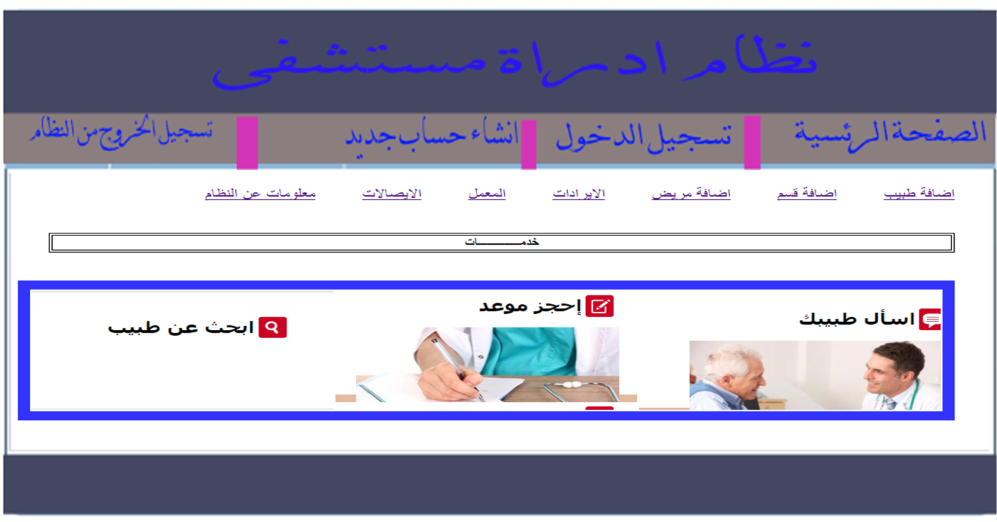 نظام ادراة مستشفى
الصفحة الرئسية تسجيل الدخول انشاء حساب جديد تسجيل الخروج من النظام
اضافة طبيب اضافة قسم اضافة مريض الايرادات المعمل الايصالات معلومات عن النظام
خدمـــــــــات
اسأل طبيبك إحجز موعد ابحث عن طبيب